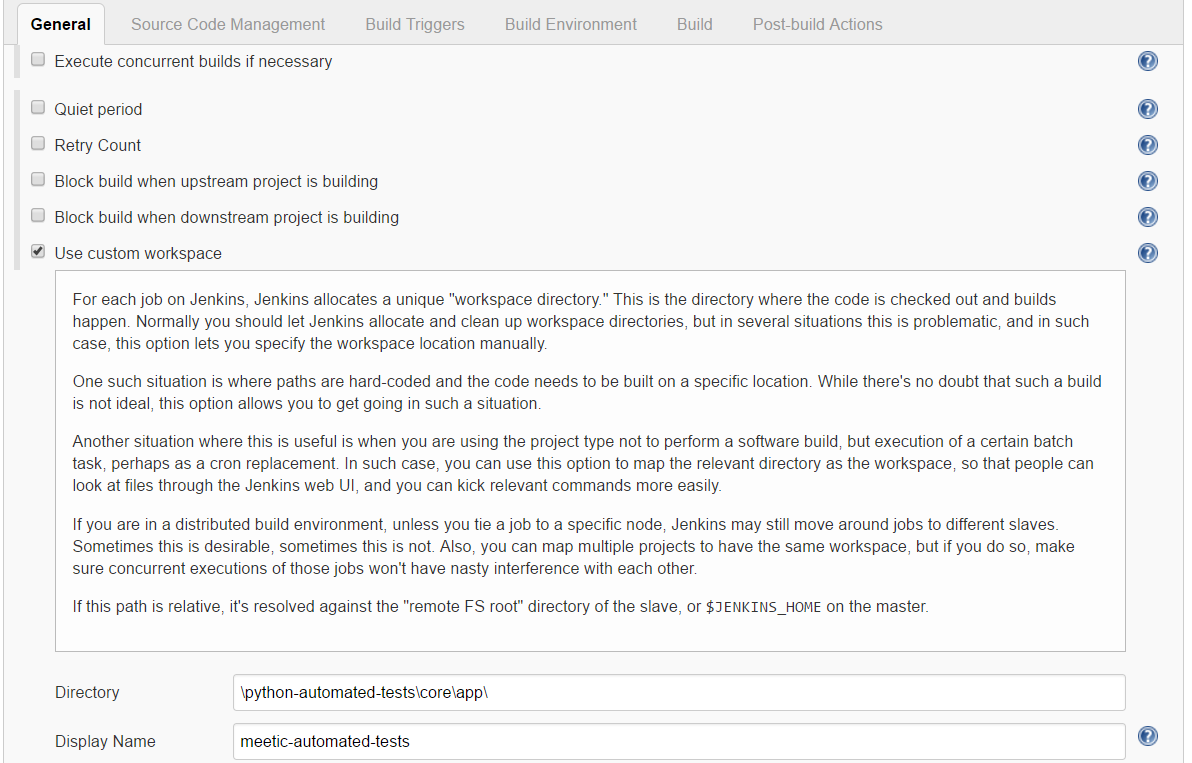 General Source Code Management Build Triggers Build Environment Build Post-build Actions
Execute concurrent builds if necessary
Quiet period
Retry Count
Block build when upstream project is building
Block build when downstream project is building
Use custom workspace
For each job on Jenkins, Jenkins allocates a unique "workspace directory." This is the directory where the code is checked out and builds
happen. Normally you should let Jenkins allocate and clean up workspace directories, but in several situations this is problematic, and in such
case, this option lets you specify the workspace location manually.
One such situation is where paths are hard-coded and the code needs to be built on a specific location. While there's no doubt that such a build
is not ideal, this option allows you to get going in such a situation.
Another situation where this is useful is when you are using the project type not to perform a software build, but execution of a certain batch
task, perhaps as a cron replacement. In such case, you can use this option to map the relevant directory as the workspace, so that people can
look at files through the Jenkins web UI, and you can kick relevant commands more easily.
If you are in a distributed build environment, unless you tie a job to a specific node, Jenkins may still move around jobs to different slaves.
Sometimes this is desirable, sometimes this is not. Also, you can map multiple projects to have the same workspace, but if you do so, make
sure concurrent executions of those jobs won't have nasty interference with each other.
If this path is relative, it's resolved against the "remote FS root" directory of the slave, or $JENKINS_HOME on the master.
Directory \python-automated-tests\core\app\
Display Name meetic-automated-tests